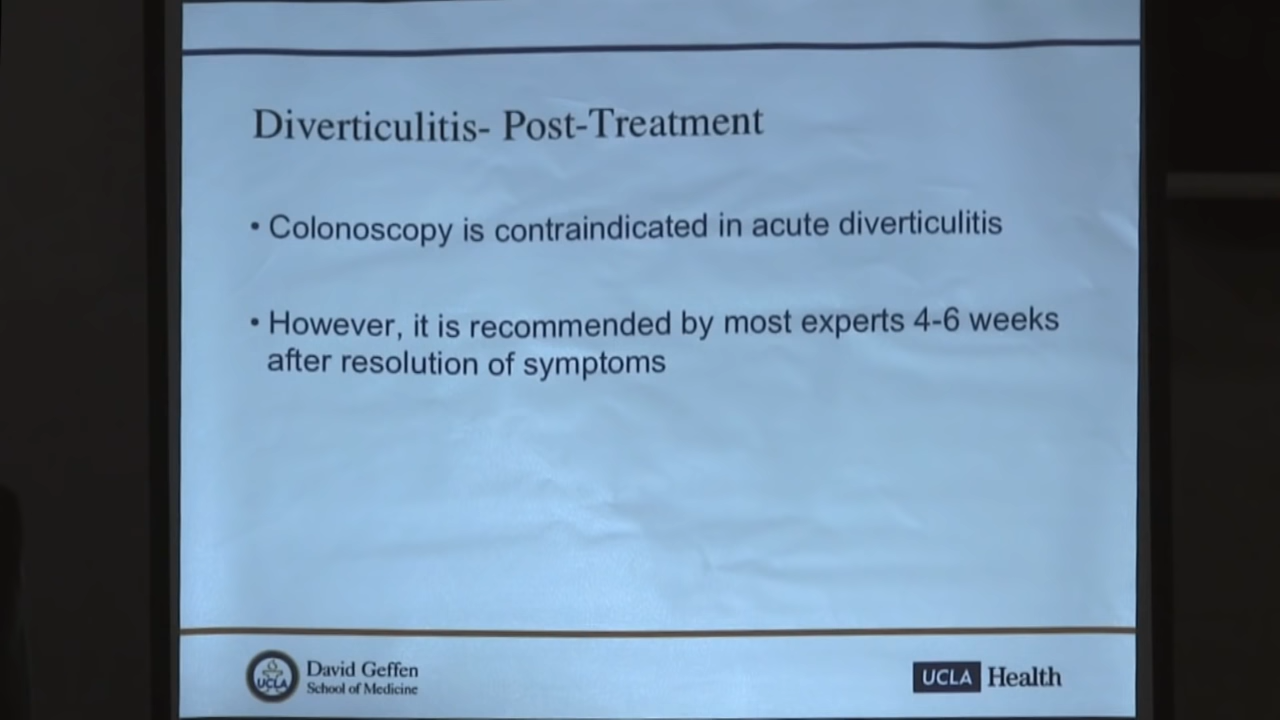 Diverticulitis- Post-Treatment
• Colonoscopy is contraindicated in acute diverticulitis
• However, it is recommended by most experts 4-6 weeks
after resolution of symptoms
UCLA
David Geffen
School of Medicine
UCLA Health